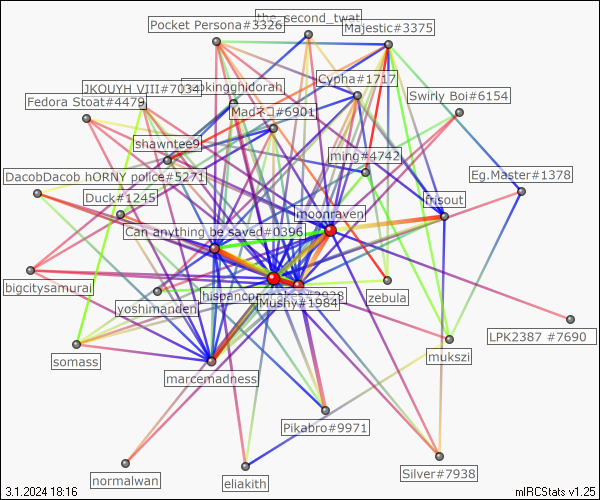 the_second_twat
Pocket Persona#3326
Majestic#3375
Cypha#1717
JKOUYH VIII#7034
kingghidorah
Swirly Boi#6154
Fedora Stoat#4479
Madネコ#6901
shawntee9
ming#4742
DacobDacob hORNY police#5271
Eg.Master#1378
Duck#1245
frisout
moonraven
Can anything be saved#0396
bigcitysamurai
zebula
yoshimanden
Mushy#1984
LPK2387 #7690
somass
mukszi
marcemadness
Pikabro#9971
normalwan
eliakith
Silver#7938
3.1.2024 18:16
mIRCStats v1.25